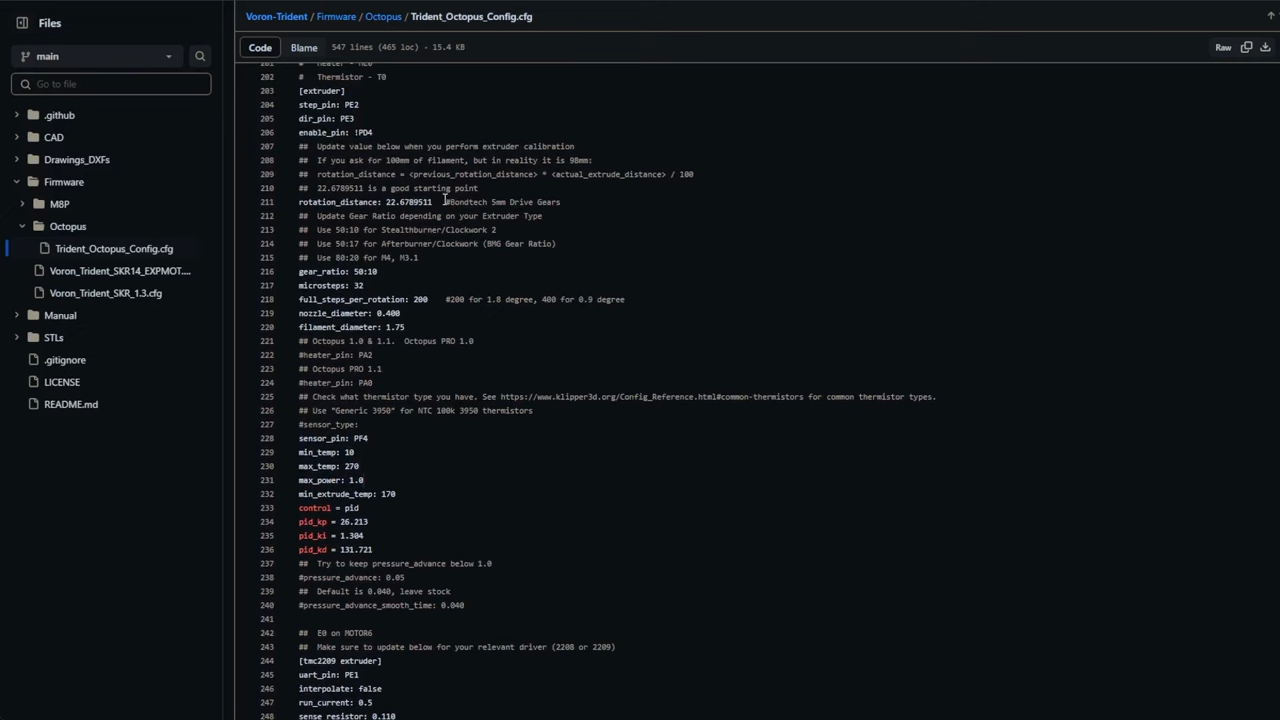 Files
main
Go to file
.github
CAD
Drawings_DXFs
Firmware
M8P
Octopus
Trident_Octopus_Config.cfg
Voron_Trident_SKR14_EXPMOT....
Voron_Trident_SKR_1.3.cfg
Manual
STLs
.gitignore
LICENSE
README.md
Voron-Trident / Firmware / Octopus / Trident_Octopus_Config.cfg
Code Blame 547 lines (465 loc) · 15.4 KB Raw
201 # Heater - HE0
202 # Thermistor - T0
203 [extruder]
204 step_pin: PE2
205 dir_pin: PE3
206 enable_pin: !PD4
207 ## Update value below when you perform extruder calibration
208 ## If you ask for 100mm of filament, but in reality it is 98mm:
209 ## rotation_distance = <previous_rotation_distance> * <actual_extrude_distance> / 100
210 ## 22.6789511 is a good starting point
211 rotation_distance: 22.6789511 #Bondtech 5mm Drive Gears
212 ## Update Gear Ratio depending on your Extruder Type
213 ## Use 50:10 for Stealthburner/Clockwork 2
214 ## Use 50:17 for Afterburner/Clockwork (BMG Gear Ratio)
215 ## Use 80:20 for M4, M3.1
216 gear_ratio: 50:10
217 microsteps: 32
218 full_steps_per_rotation: 200 #200 for 1.8 degree, 400 for 0.9 degree
219 nozzle_diameter: 0.400
220 filament_diameter: 1.75
221 ## Octopus 1.0 & 1.1. Octopus PRO 1.0
222 #heater_pin: PA2
223 ## Octopus PRO 1.1
224 #heater_pin: PA0
225 ## Check what thermistor type you have. See https://www.klipper3d.org/Config_Reference.html#common-thermistors for common thermistor types.
226 ## Use "Generic 3950" for NTC 100k 3950 thermistors
227 #sensor_type:
228 sensor_pin: PF4
229 min_temp: 10
230 max_temp: 270
231 max_power: 1.0
232 min_extrude_temp: 170
233 control = pid
234 pid_kp = 26.213
235 pid_ki = 1.304
236 pid_kd = 131.721
237 ## Try to keep pressure_advance below 1.0
238 #pressure_advance: 0.05
239 ## Default is 0.040, leave stock
240 #pressure_advance_smooth_time: 0.040
241
242 ## E0 on MOTOR6
243 ## Make sure to update below for your relevant driver (2208 or 2209)
244 [tmc2209 extruder]
245 uart_pin: PE1
246 interpolate: false
247 run_current: 0.5
248 sense_resistor: 0.110